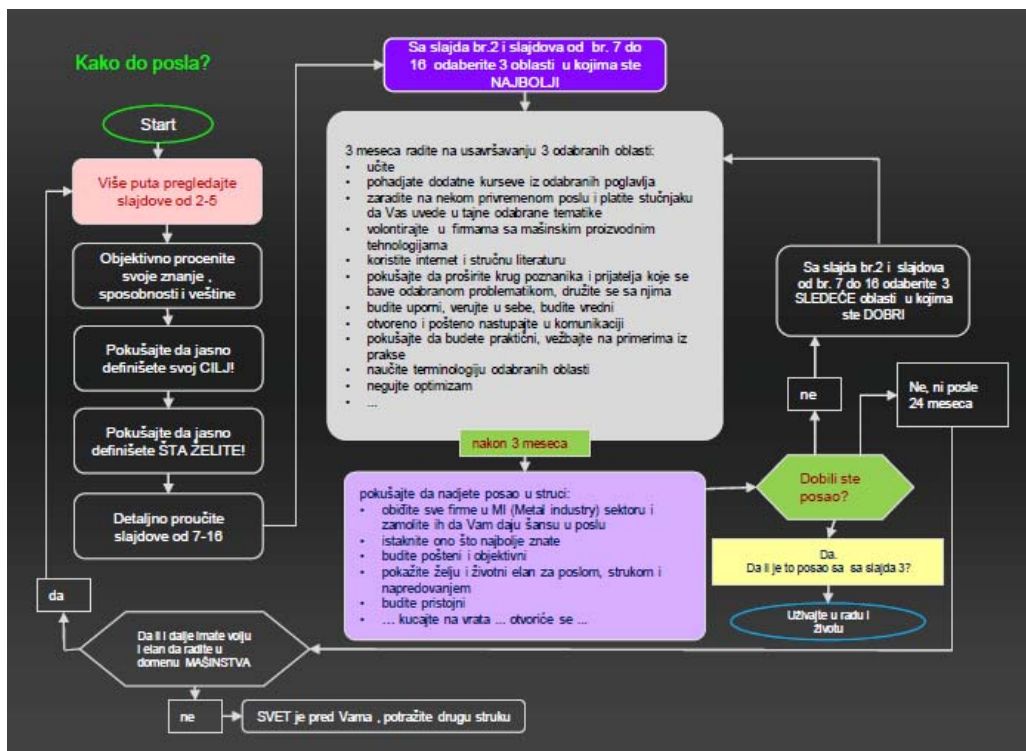 Kako do posla?
Start
Više puta pregledajte
slajdove od 2-5
Objektivno procenite
svoje znanje ,
sposobnosti i veštine
Pokušajte da jasno
definišete svoj CILJ!
Pokušajte da jasno
definišete ŠTA ŽELITE!
Detaljno proučite
slajdove od 7-16
Sa slajda br.2 i slajdova od br. 7 do
16 odaberite 3 oblasti u kojima ste
NAJBOLJI
3 meseca radite na usavršavanju 3 odabranih oblasti:
• učite
• pohadjate dodatne kurseve iz odabranih poglavlja
• zaradite na nekom privremenom poslu i platite stučnjaku
da Vas uvede u tajne odabrane tematike
• volontirajte u firmama sa mašinskim proizvodnim
tehnologijama
• koristite internet i stručnu literaturu
• pokušajte da proširite krug poznanika i prijatelja koje se
bave odabranom problematikom, družite se sa njima
• budite uporni, verujte u sebe, budite vredni
• otvoreno i pošteno nastupajte u komunikaciji
• pokušajte da budete praktični, vežbajte na primerima iz
prakse
• naučite terminologiju odabranih oblasti
• negujte optimizam
• ...
nakon 3 meseca
pokušajte da nadjete posao u struci:
• obiđite sve firme u MI (Metal industry) sektoru i
zamolite ih da Vam daju šansu u poslu
• istaknite ono što najbolje znate
• budite pošteni i objektivni
• pokažite želju i životni elan za poslom, strukom i
napredovanjem
• budite pristojni
• … kucajte na vrata ... otvoriće se ...
Dobili ste
posao?
ne
Sa slajda br.2 i slajdova
od br. 7 do 16 odaberite 3
SLEDEĆE oblasti u kojima
ste DOBRI
Ne, ni posle
24 meseca
Da.
Da li je to posao sa sa slajda 3?
Uživajte u radu i
životu
Da li i dalje imate volju
i elan da radite u
domenu MAŠINSTVA
da
ne
SVET je pred Vama , potražite drugu struku